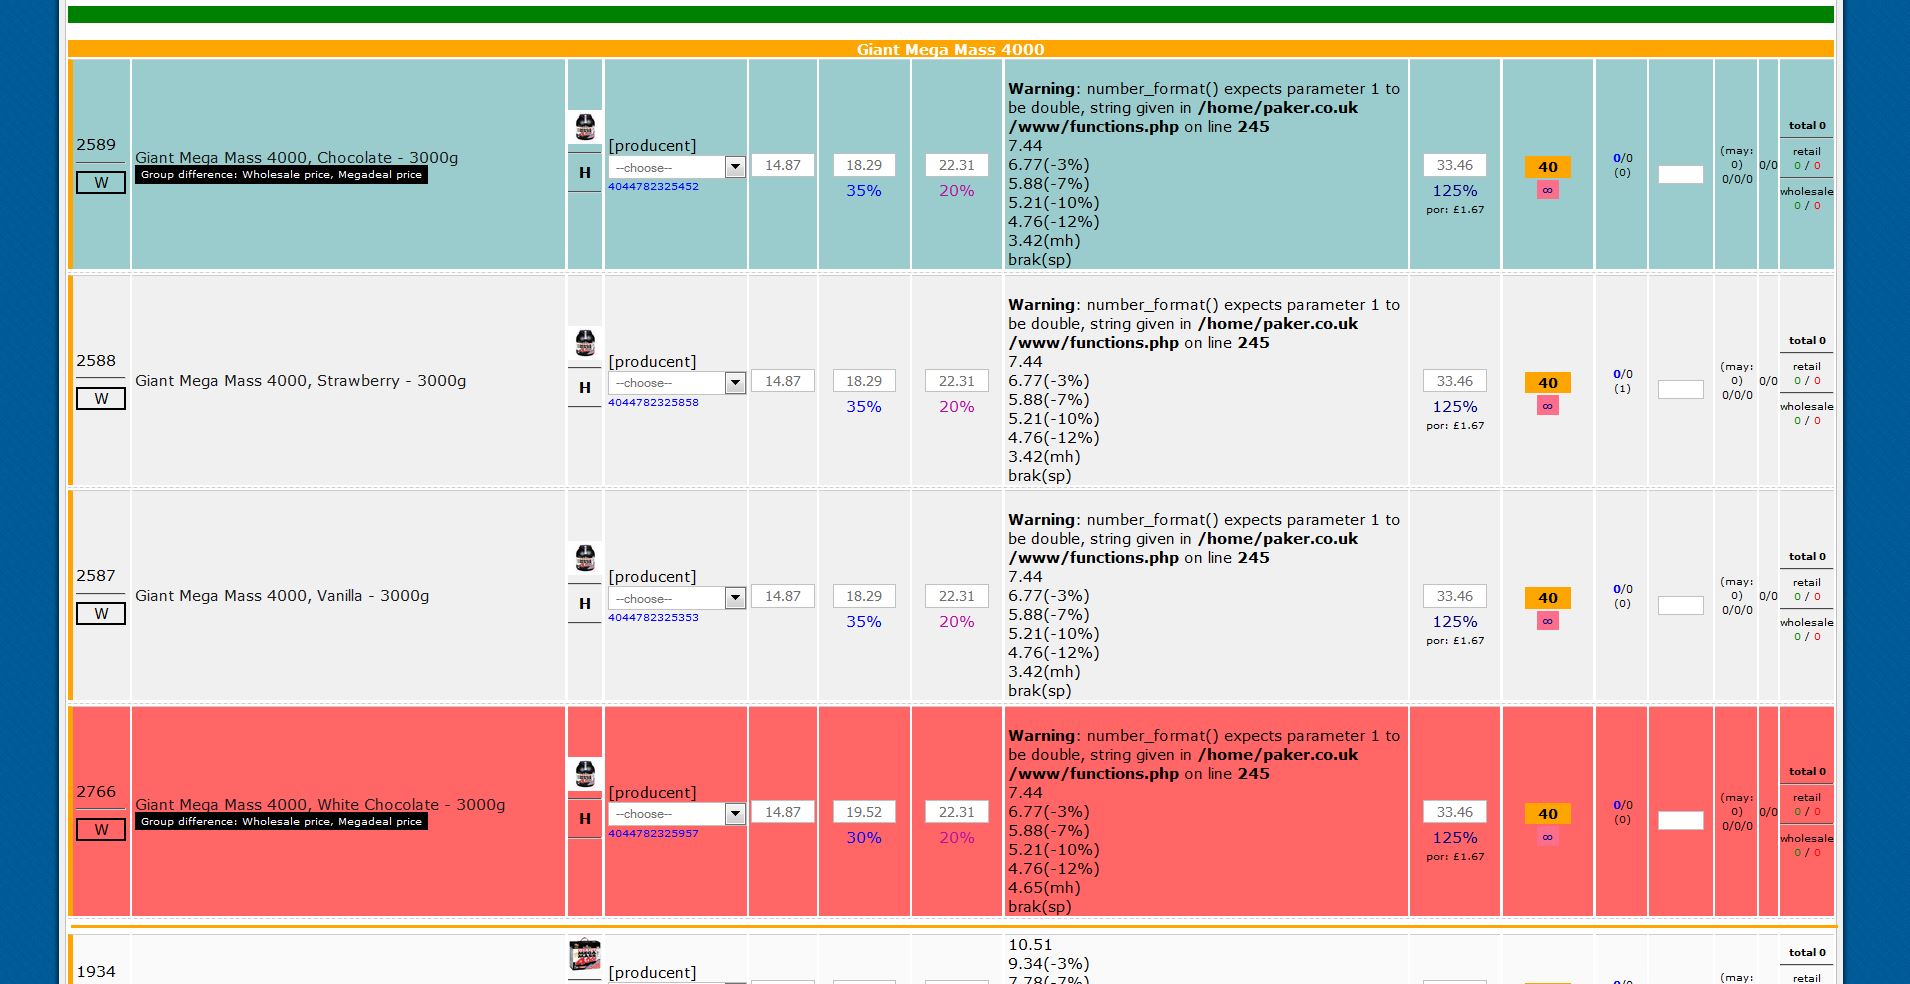 Giant Mega Mass 4000
2589
W
Giant Mega Mass 4000, Chocolate - 3000g
Group difference: Wholesale price, Megadeal price
H
[producent]
--choose--
4044782325452
14.87
18.29
35%
22.31
20%
Warning: number_format() expects parameter 1 to
be double, string given in /home/paker.co.uk
/www/functions.php on line 245
7.44
6.77(-3%)
5.88(-7%)
5.21(-10%)
4.76(-12%)
3.42(mh)
brak(sp)
33.46
125%
por: £1.67
40
∞
0/0
(0)
(may:
0)
0/0/0
0/0
total 0
retail
0 / 0
wholesale
0 / 0
2588
W
Giant Mega Mass 4000, Strawberry - 3000g
H
[producent]
--choose--
4044782325858
14.87
18.29
35%
22.31
20%
Warning: number_format() expects parameter 1 to
be double, string given in /home/paker.co.uk
/www/functions.php on line 245
7.44
6.77(-3%)
5.88(-7%)
5.21(-10%)
4.76(-12%)
3.42(mh)
brak(sp)
33.46
125%
por: £1.67
40
∞
0/0
(1)
(may:
0)
0/0/0
0/0
total 0
retail
0 / 0
wholesale
0 / 0
2587
W
Giant Mega Mass 4000, Vanilla - 3000g
H
[producent]
--choose--
4044782325353
14.87
18.29
35%
22.31
20%
Warning: number_format() expects parameter 1 to
be double, string given in /home/paker.co.uk
/www/functions.php on line 245
7.44
6.77(-3%)
5.88(-7%)
5.21(-10%)
4.76(-12%)
3.42(mh)
brak(sp)
33.46
125%
por: £1.67
40
∞
0/0
(0)
(may:
0)
0/0/0
0/0
total 0
retail
0 / 0
wholesale
0 / 0
2766
W
Giant Mega Mass 4000, White Chocolate - 3000g
Group difference: Wholesale price, Megadeal price
H
[producent]
--choose--
4044782325957
14.87
19.52
30%
22.31
20%
Warning: number_format() expects parameter 1 to
be double, string given in /home/paker.co.uk
/www/functions.php on line 245
7.44
6.77(-3%)
5.88(-7%)
5.21(-10%)
4.76(-12%)
4.65(mh)
brak(sp)
33.46
125%
por: £1.67
40
∞
0/0
(0)
(may:
0)
0/0/0
0/0
total 0
retail
0 / 0
wholesale
0 / 0
1934
[producent]
10.51
9.34(-3%)
7.78(-7%)
(may:
total 0
retail